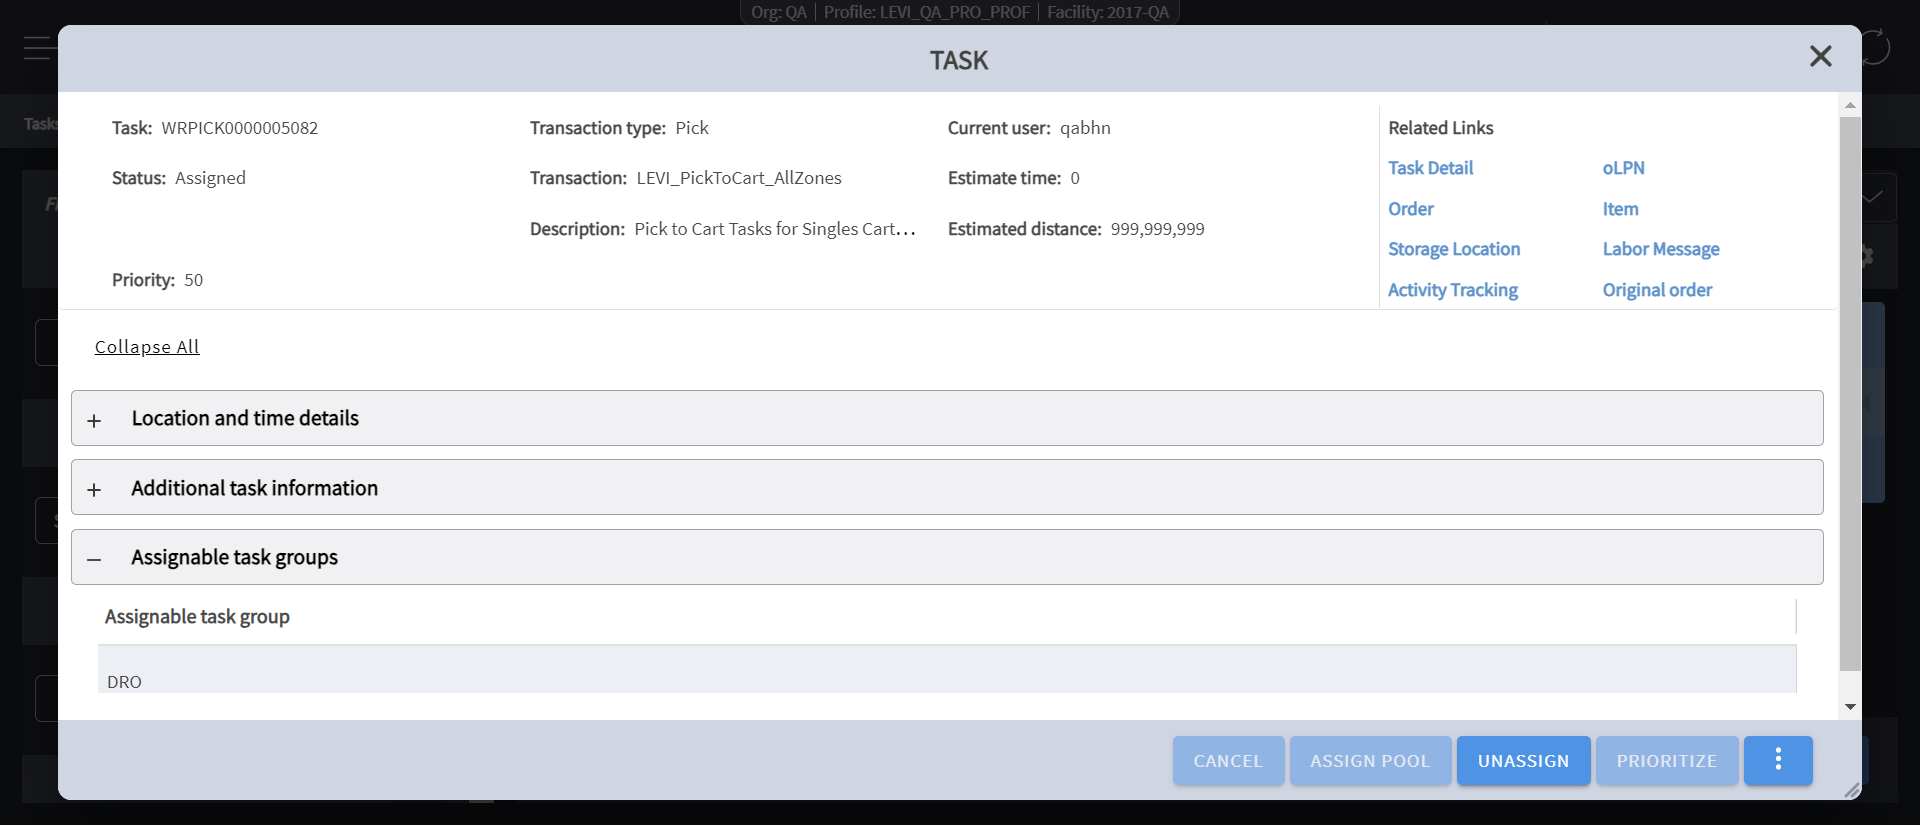 Org: QA | Profile: LEVI_QA_PRO_PROF | Facility: 2017-QA
TASK
Task: WRPICK0000005082
Transaction type: Pick
Current user: qabhn
Related Links
Status: Assigned
Transaction: LEVI_PickToCart_AllZones
Estimate time: 0
Task Detail
oLPN
Description: Pick to Cart Tasks for Singles Cart...
Estimated distance: 999,999,999
Order
Item
Storage Location
Labor Message
Priority: 50
Activity Tracking
Original order
Collapse All
+ Location and time details
+ Additional task information
– Assignable task groups
Assignable task group
DRO
CANCEL
ASSIGN POOL
UNASSIGN
PRIORITIZE